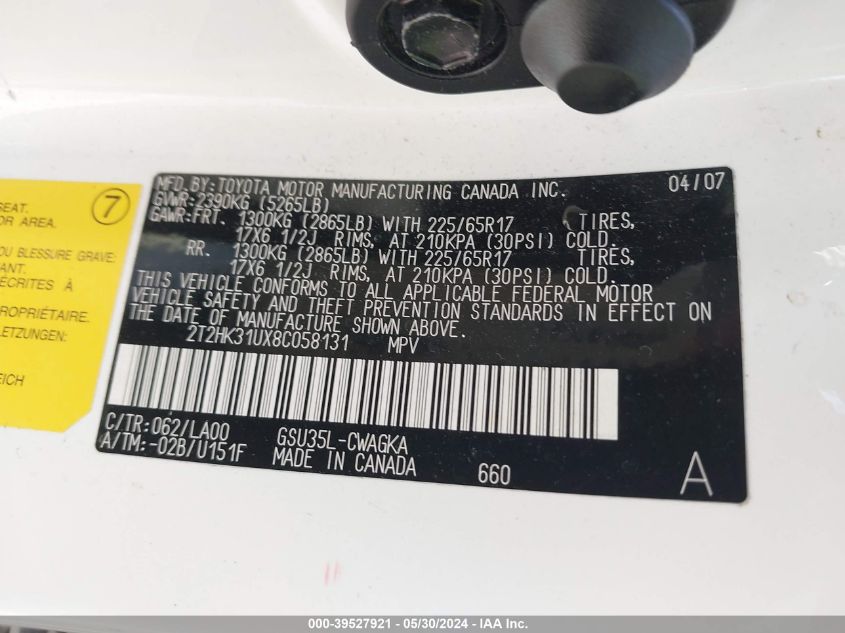 MFD. BY: TOYOTA MOTOR MANUFACTURING CANADA INC. 04/07
GVWR: 2390KG (5265LB)
GAWR: FRT. 1300KG (2865LB) WITH 225/65R17 TIRES,
17X6 1/2J RIMS, AT 210KPA (30PSI) COLD.
RR. 1300KG (2865LB) WITH 225/65R17 TIRES,
17X6 1/2J RIMS, AT 210KPA (30PSI) COLD.
THIS VEHICLE CONFORMS TO ALL APPLICABLE FEDERAL MOTOR
VEHICLE SAFETY AND THEFT PREVENTION STANDARDS IN EFFECT ON
THE DATE OF MANUFACTURE SHOWN ABOVE.
2T2HK31UX8C058131 MPV
C/TR: 062/LA00 GSU35L-CWAGKA
A/TM: -02B/U151F MADE IN CANADA 660 A
7
SEAT.
OR AREA.
OU BLESSURE GRAVE:
ANT.
ÉCRITES À
PROPRIÉTAIRE.
LETZUNGEN:
EICH
000-39527921 / 05/30/2024 - IAA Inc.